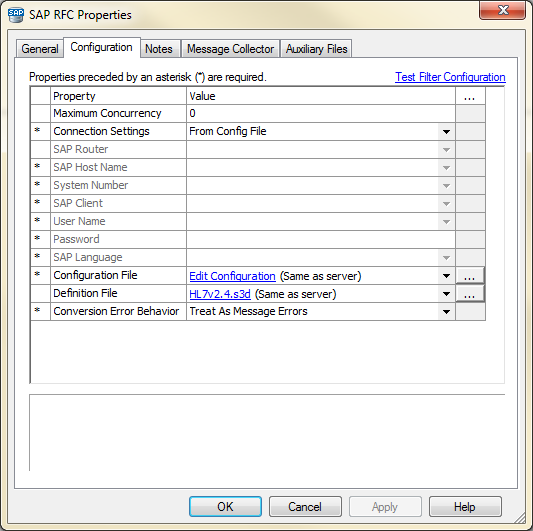 SAP RFC Properties
General Configuration Notes Message Collector Auxiliary Files
Properties preceded by an asterisk (*) are required. Test Filter Configuration
Property Value ...
Maximum Concurrency 0
* Connection Settings From Config File
SAP Router
* SAP Host Name
* System Number
* SAP Client
* User Name
* Password
* SAP Language
* Configuration File Edit Configuration (Same as server) ...
Definition File HL7v2.4.s3d (Same as server) ...
* Conversion Error Behavior Treat As Message Errors
OK Cancel Apply Help